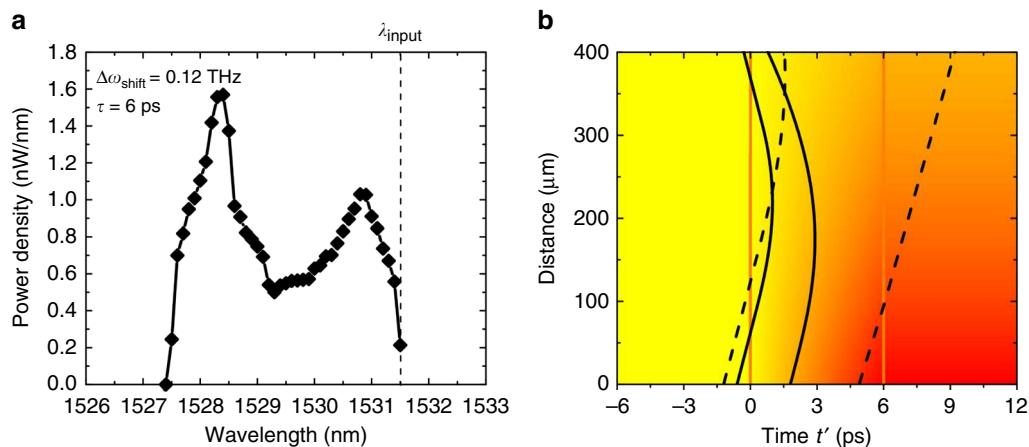 a
λinput
1.8
1.6
1.4
1.2
1.0
0.8
0.6
0.4
0.2
0.0
Power density (nW/nm)
Δωshift = 0.12 THz
τ = 6 ps
1526 1527 1528 1529 1530 1531 1532 1533
Wavelength (nm)
b
400
300
200
100
0
Distance (μm)
–6 –3 0 3 6 9 12
Time t′ (ps)